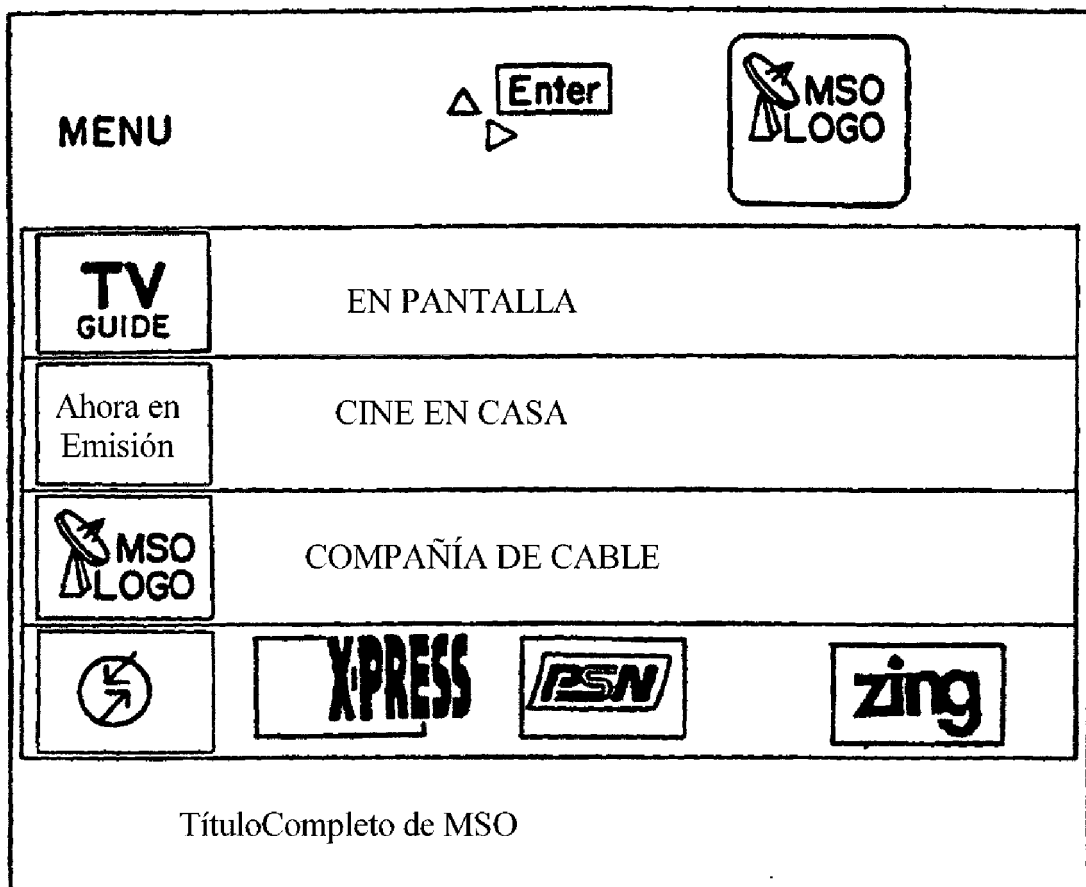 MENU
Enter
MSO
LOGO
TV
GUIDE
EN PANTALLA
Ahora en
Emisión
CINE EN CASA
MSO
LOGO
COMPAÑÍA DE CABLE
X·PRESS
PSN
zing
TítuloCompleto de MSO